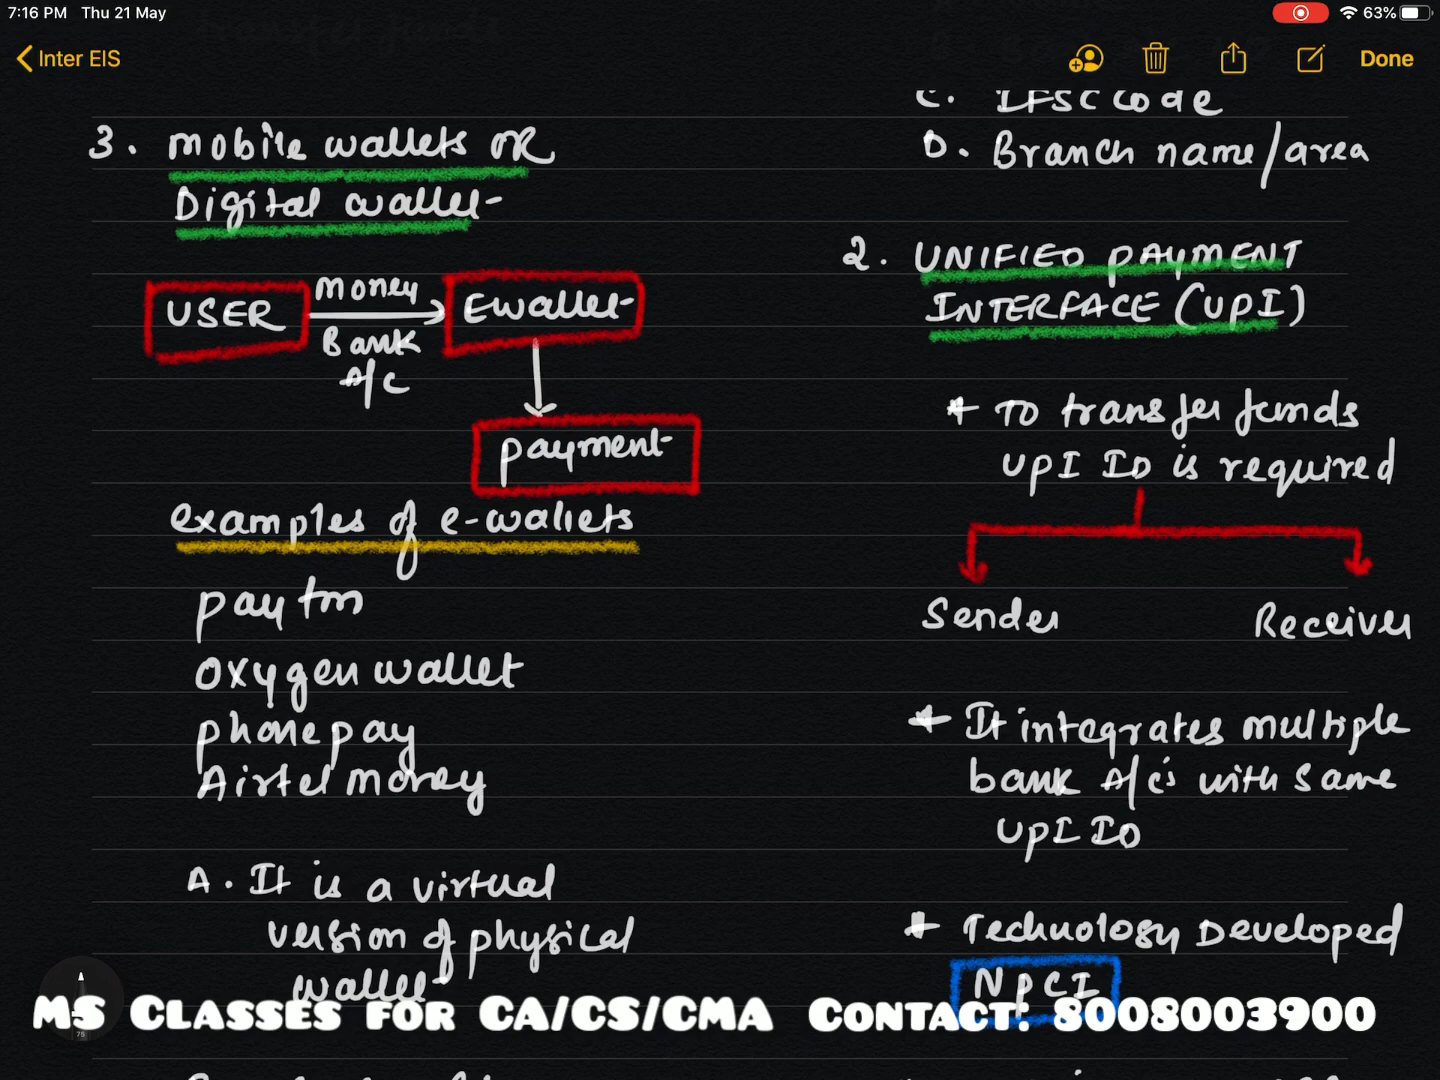 7:16 PM Thu 21 May
63%
Inter EIS
Done
3. Mobile wallets OR
Digital wallet
USER
Money
Bank
A/c
Ewallet
payment
examples of e-wallets
paytm
oxygen wallet
phonepay
Airtel money
A. It is a virtual
version of physical
wallet
C. IFSC code
D. Branch name/area
2. UNIFIED PAYMENT
INTERFACE (UPI)
* To transfer funds
UPI ID is required
Sender
Receiver
* It integrates multiple
bank A/c's with same
UPI ID
* Technology Developed
NPCI
MS Classes for CA/CS/CMA Contact: 8008003900